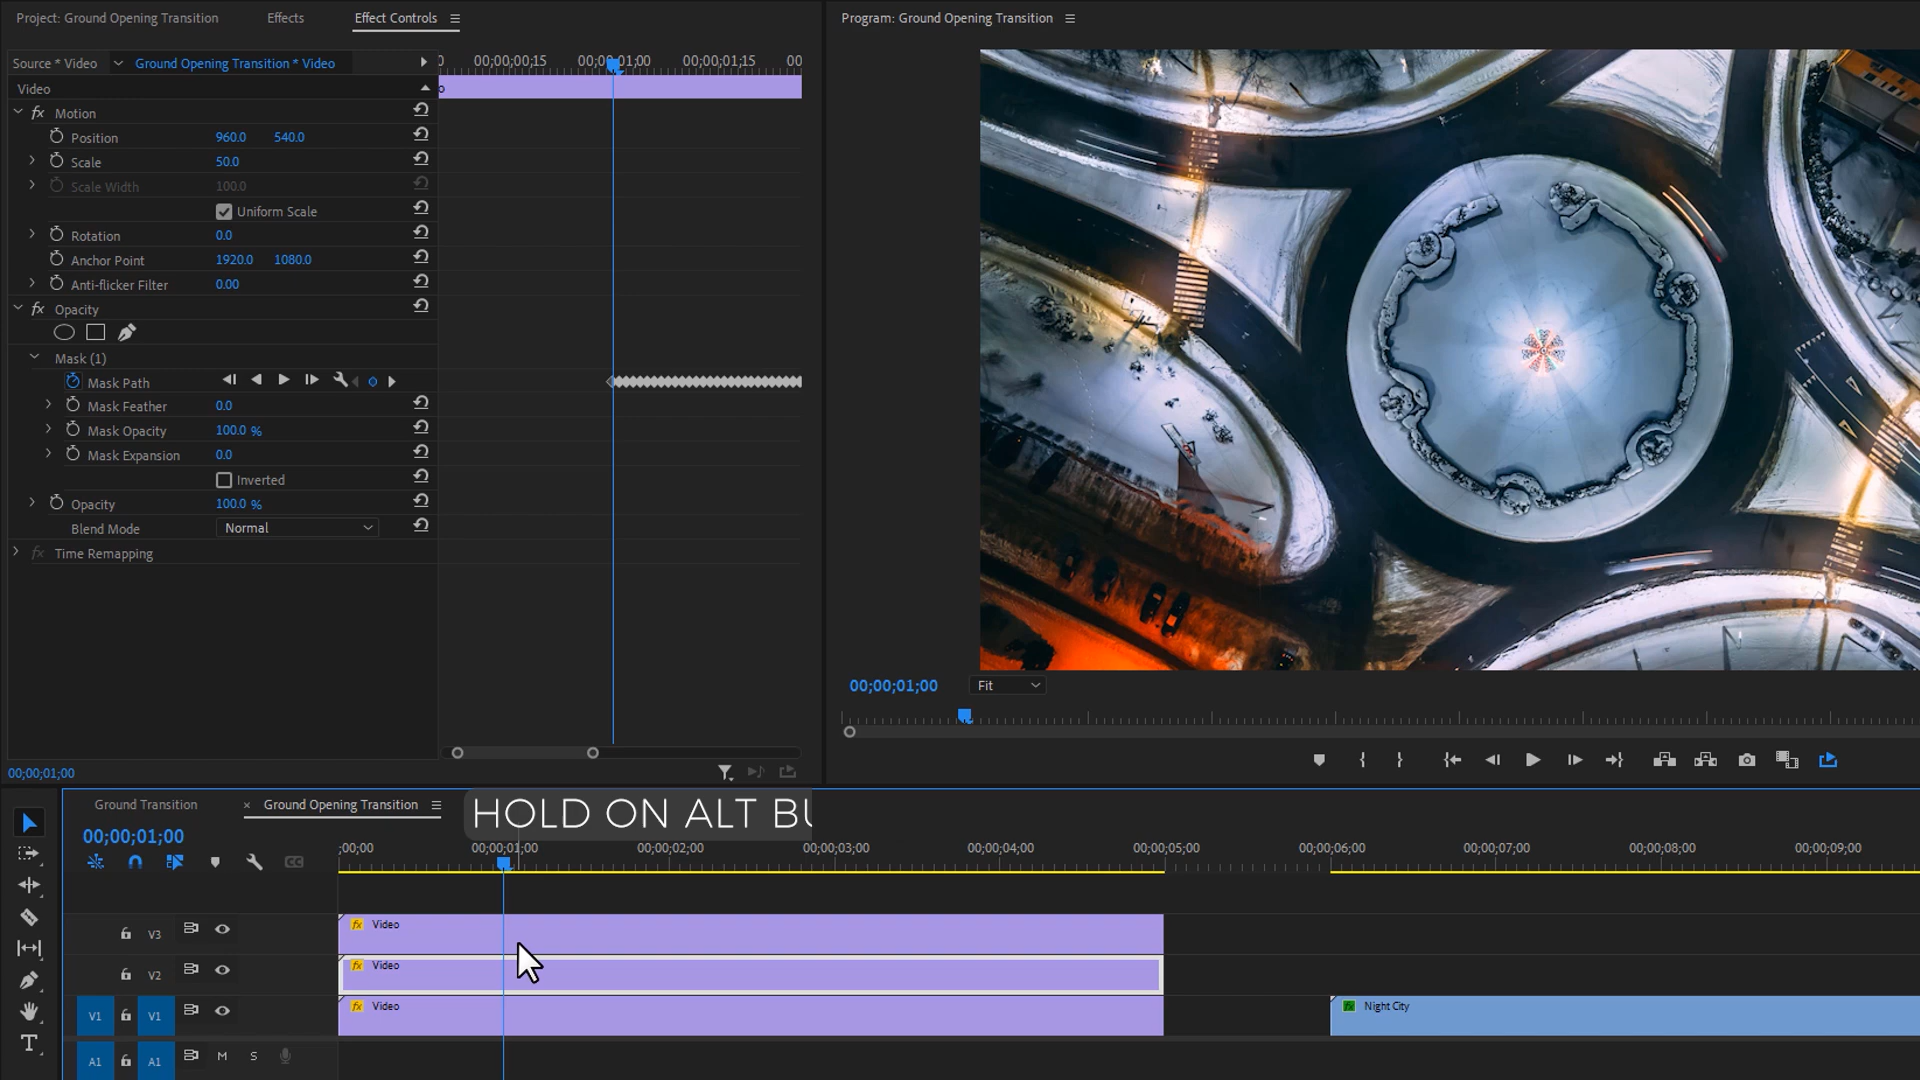 Project: Ground Opening Transition
Effects
Effect Controls
Program: Ground Opening Transition
Source * Video
Ground Opening Transition * Video
00;00;00;15
00;00;01;00
00;00;01;15
00
Video
Motion
Position 960.0 540.0
Scale 50.0
Scale Width 100.0
Uniform Scale
Rotation 0.0
Anchor Point 1920.0 1080.0
Anti-flicker Filter 0.00
fx Opacity
Mask (1)
Mask Path
Mask Feather 0.0
Mask Opacity 100.0 %
Mask Expansion 0.0
Inverted
Opacity 100.0 %
Blend Mode Normal
fx Time Remapping
00;00;01;00
00;00;01;00 Fit
Ground Transition
× Ground Opening Transition
HOLD ON ALT BU
00;00;01;00
;00;00
00;00;01;00
00;00;02;00
00;00;03;00
00;00;04;00
00;00;05;00
00;00;06;00
00;00;07;00
00;00;08;00
00;00;09;00
CC
V3 fx Video
V2 fx Video
V1 V1 fx Video
fx Night City
A1 A1 M S
T